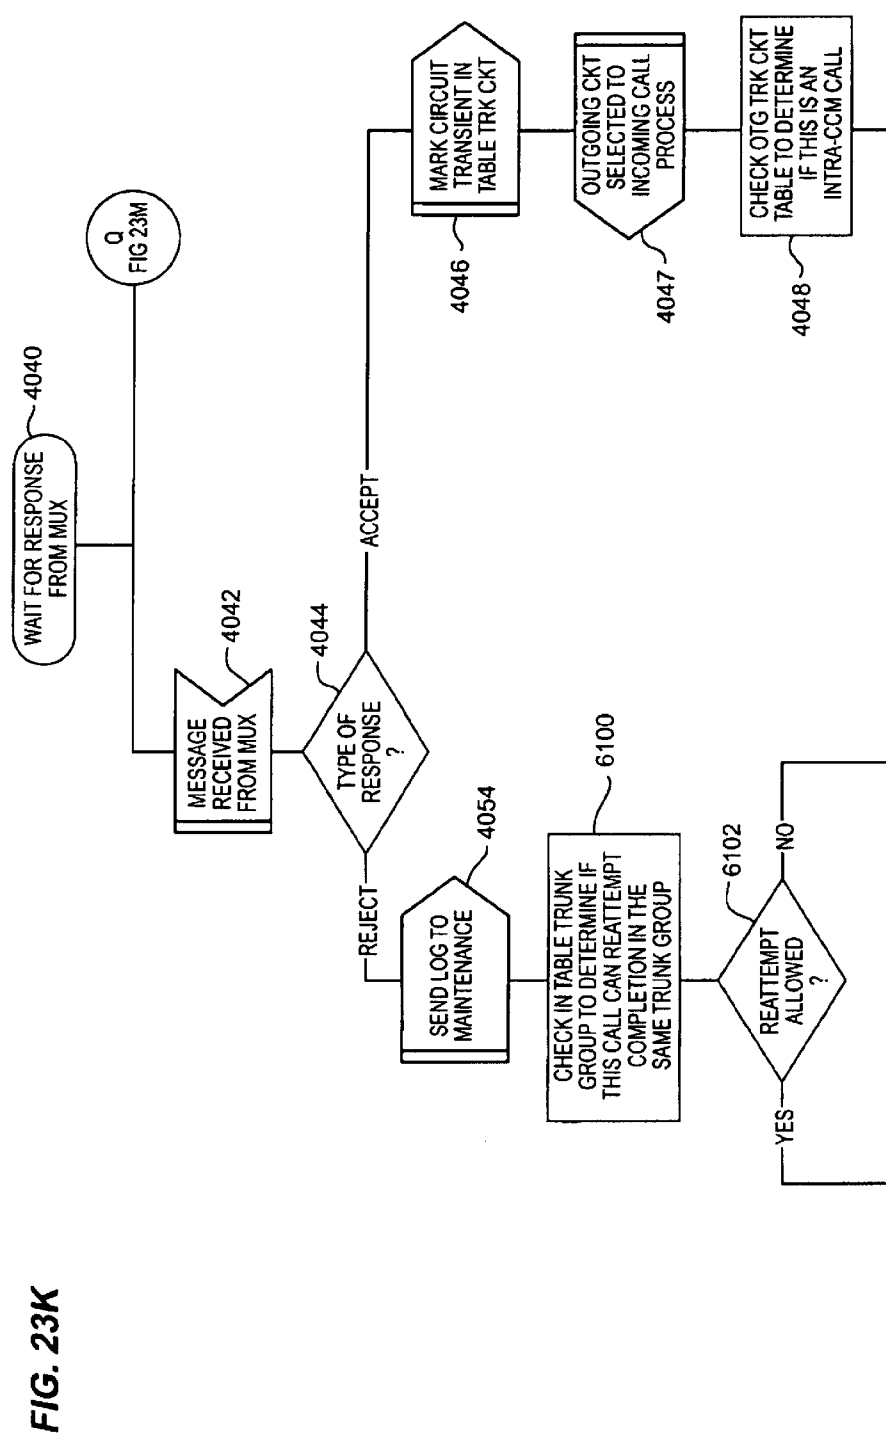 FIG. 23K
WAIT FOR RESPONSE
FROM MUX
4040
Q
FIG 23M
MESSAGE
RECEIVED
FROM MUX
4042
TYPE OF
RESPONSE
?
4044
REJECT
ACCEPT
SEND LOG TO
MAINTENANCE
4054
CHECK IN TABLE TRUNK
GROUP TO DETERMINE IF
THIS CALL CAN REATTEMPT
COMPLETION IN THE
SAME TRUNK GROUP
6100
REATTEMPT
ALLOWED
?
6102
YES
NO
MARK CIRCUIT
TRANSIENT IN
TABLE TRK CKT
4046
OUTGOING CKT
SELECTED TO
INCOMING CALL
PROCESS
4047
CHECK OTG TRK CKT
TABLE TO DETERMINE
IF THIS IS AN
INTRA-CCM CALL
4048